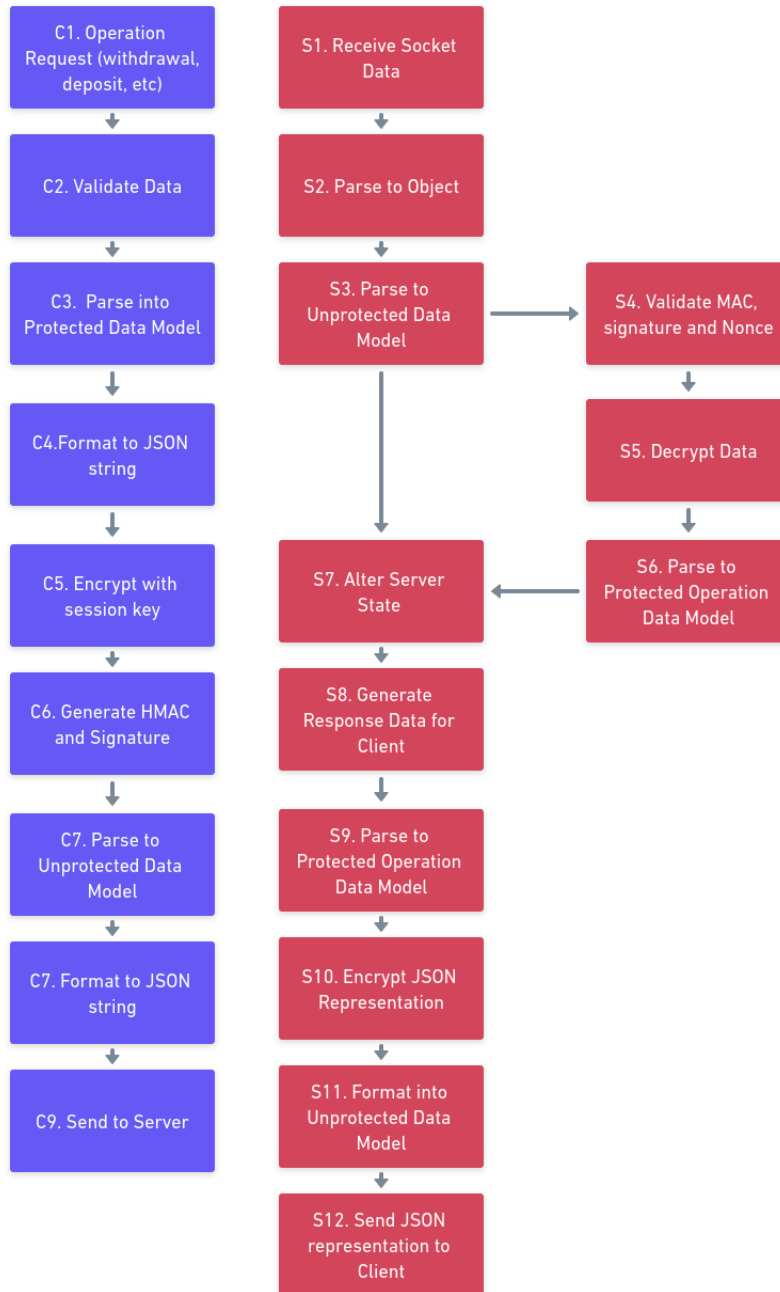 C1. Operation
Request (withdrawal,
deposit, etc)
C2. Validate Data
C3.  Parse into
Protected Data Model
C4.Format to JSON
string
C5. Encrypt with
session key
C6. Generate HMAC
and Signature
C7. Parse to
Unprotected Data
Model
C7. Format to JSON
string
C9. Send to Server
S1. Receive Socket
Data
S2. Parse to Object
S3. Parse to
Unprotected Data
Model
S4. Validate MAC,
signature and Nonce
S5. Decrypt Data
S6. Parse to
Protected Operation
Data Model
S7. Alter Server
State
S8. Generate
Response Data for
Client
S9. Parse to
Protected Operation
Data Model
S10. Encrypt JSON
Representation
S11. Format into
Unprotected Data
Model
S12. Send JSON
representation to
Client